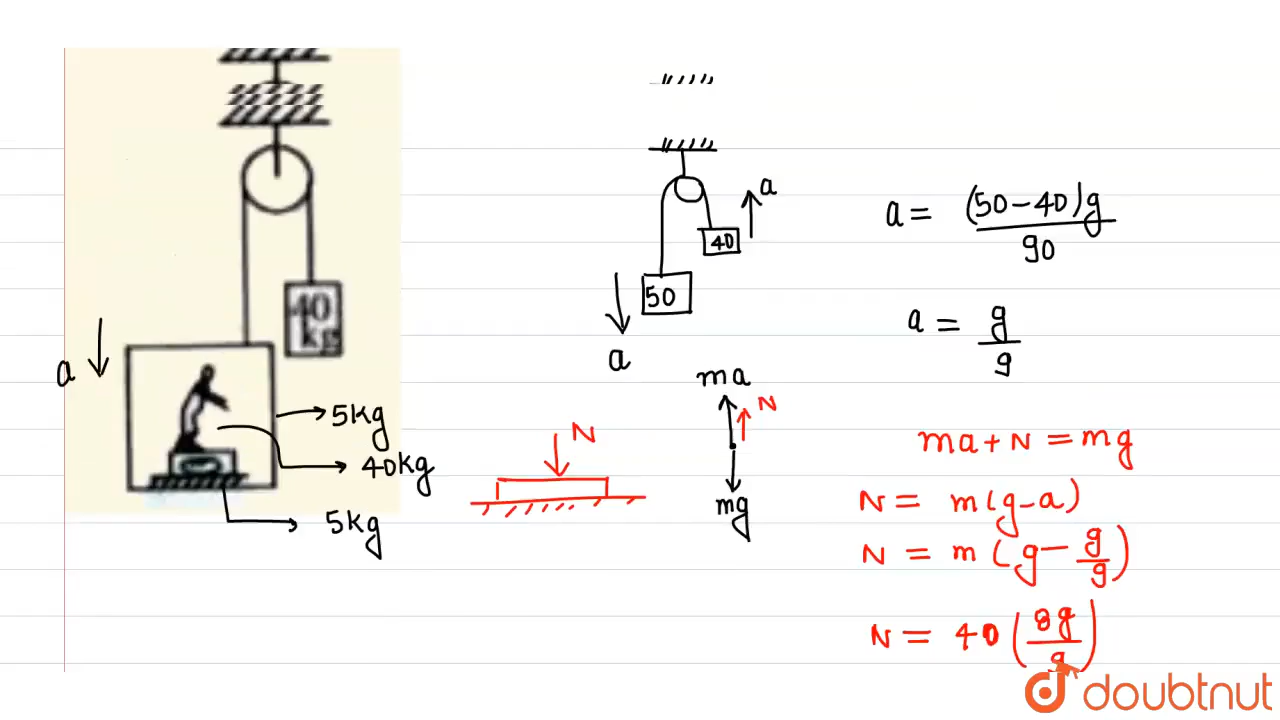 40
kg
a
5kg
40kg
5kg
a
40
50
a
a = (50-40)g
90
a = g
9
ma
N
N
mg
ma + N = mg
N = m(g-a)
N = m(g - g/9)
N = 40(8g/9)
doubtnut